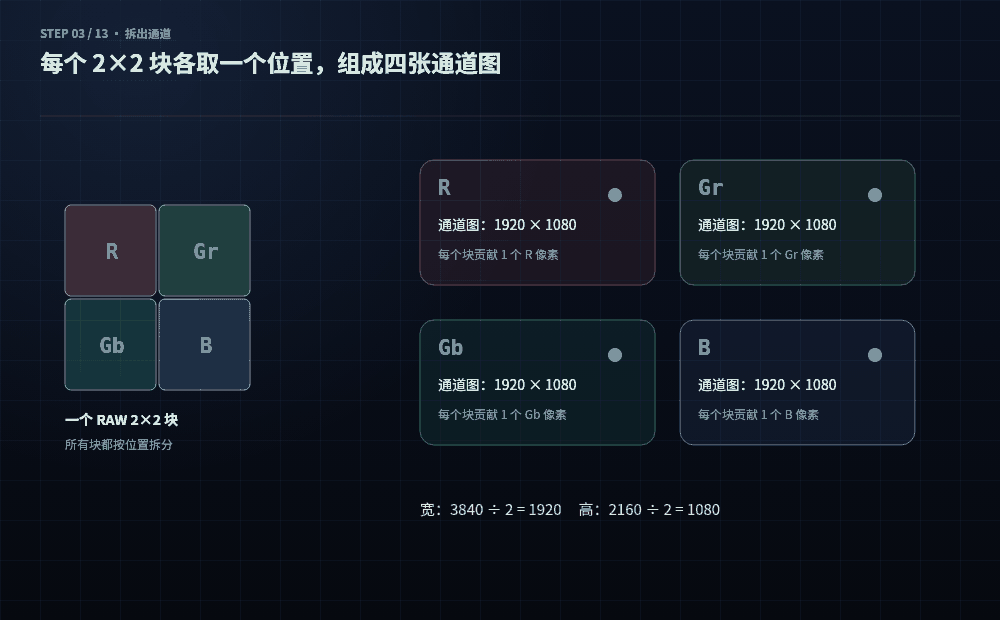 STEP 03 / 13 · 拆出通道
每个 2×2 块各取一个位置，组成四张通道图
R
Gr
Gb
B
一个 RAW 2×2 块
所有块都按位置拆分
R
通道图：1920 × 1080
每个块贡献 1 个 R 像素
Gr
通道图：1920 × 1080
每个块贡献 1 个 Gr 像素
Gb
通道图：1920 × 1080
每个块贡献 1 个 Gb 像素
B
通道图：1920 × 1080
每个块贡献 1 个 B 像素
宽：3840 ÷ 2 = 1920 高：2160 ÷ 2 = 1080